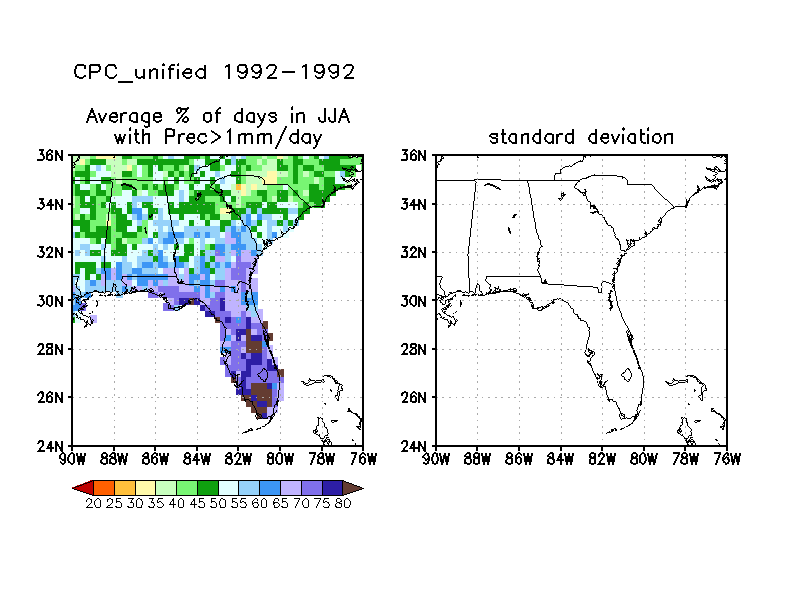 CPC_unified 1992-1992
Average % of days in JJA
with Prec>1mm/day
standard deviation
36N
34N
32N
30N
28N
26N
24N
90W 88W 86W 84W 82W 80W 78W 76W
36N
34N
32N
30N
28N
26N
24N
90W 88W 86W 84W 82W 80W 78W 76W
20 25 30 35 40 45 50 55 60 65 70 75 80